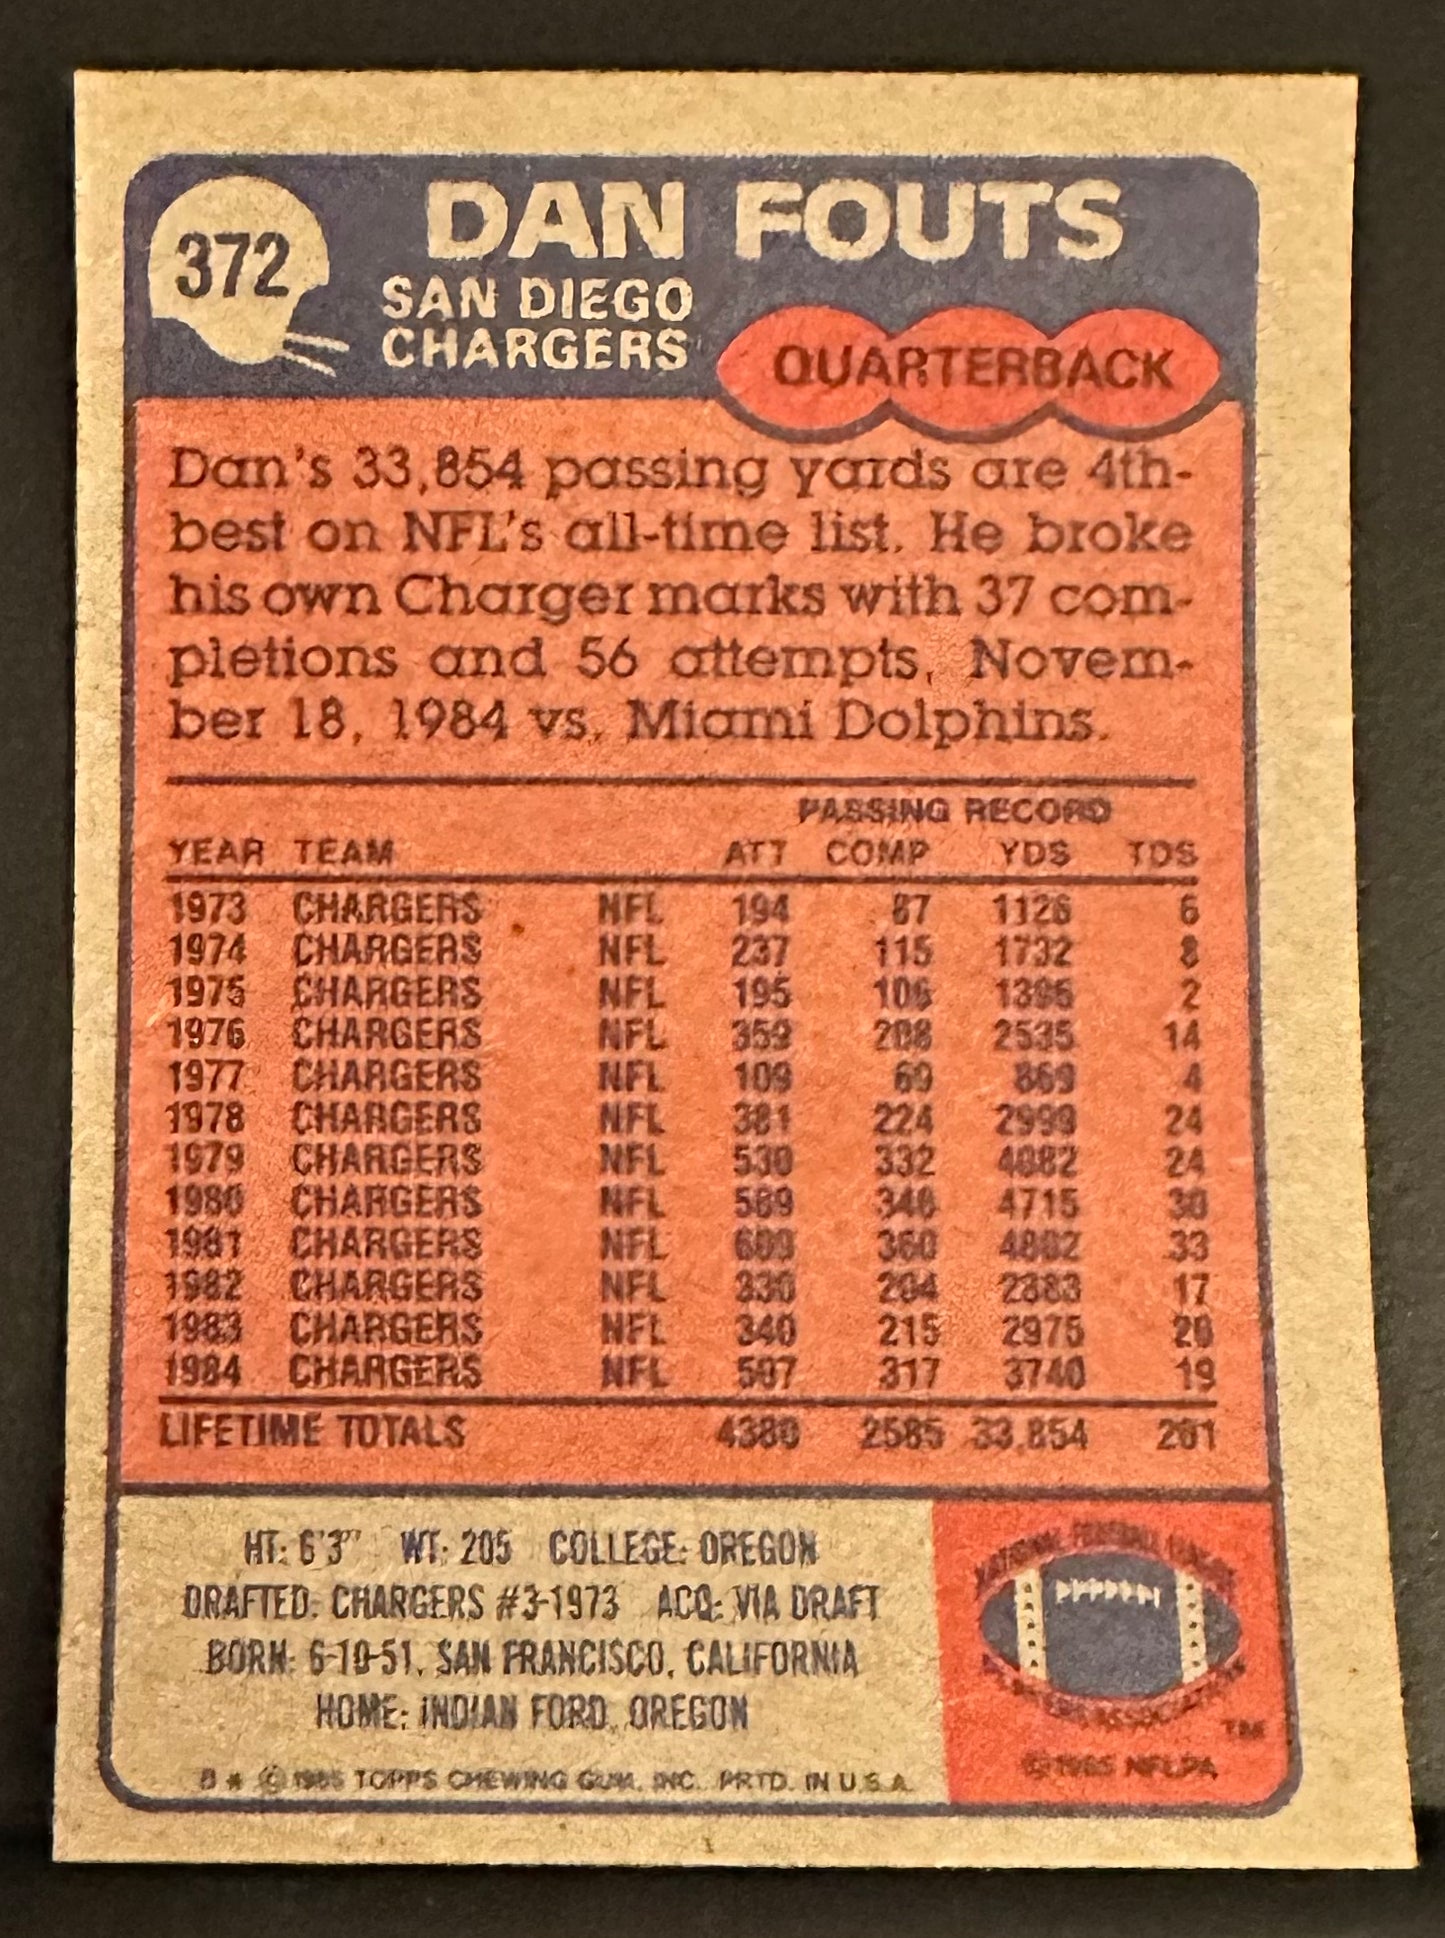 372
DAN FOUTS
SAN DIEGO
CHARGERS
QUARTERBACK
Dan's 33,854 passing yards are 4th-
best on NFL's all-time list. He broke
his own Charger marks with 37 com-
pletions and 56 attempts, Novem-
ber 18, 1984 vs. Miami Dolphins.
PASSING RECORD
YEAR TEAM ATT COMP YDS TDS
1973 CHARGERS NFL 194 87 1126 6
1974 CHARGERS NFL 237 115 1732 8
1975 CHARGERS NFL 195 106 1396 2
1976 CHARGERS NFL 359 208 2535 14
1977 CHARGERS NFL 109 69 869 4
1978 CHARGERS NFL 381 224 2999 24
1979 CHARGERS NFL 530 332 4082 24
1980 CHARGERS NFL 589 348 4715 30
1981 CHARGERS NFL 609 360 4802 33
1982 CHARGERS NFL 330 204 2883 17
1983 CHARGERS NFL 340 215 2975 20
1984 CHARGERS NFL 507 317 3740 19
LIFETIME TOTALS 4380 2585 33,854 201
HT: 6'3" WT: 205 COLLEGE: OREGON
DRAFTED: CHARGERS #3-1973 ACQ: VIA DRAFT
BORN: 6-10-51, SAN FRANCISCO, CALIFORNIA
HOME: INDIAN FORD, OREGON
NATIONAL FOOTBALL LEAGUE
PLAYERS ASSOCIATION
TM
© 1985 NFLPA
B * © 1985 TOPPS CHEWING GUM, INC. PRTD. IN U.S.A.